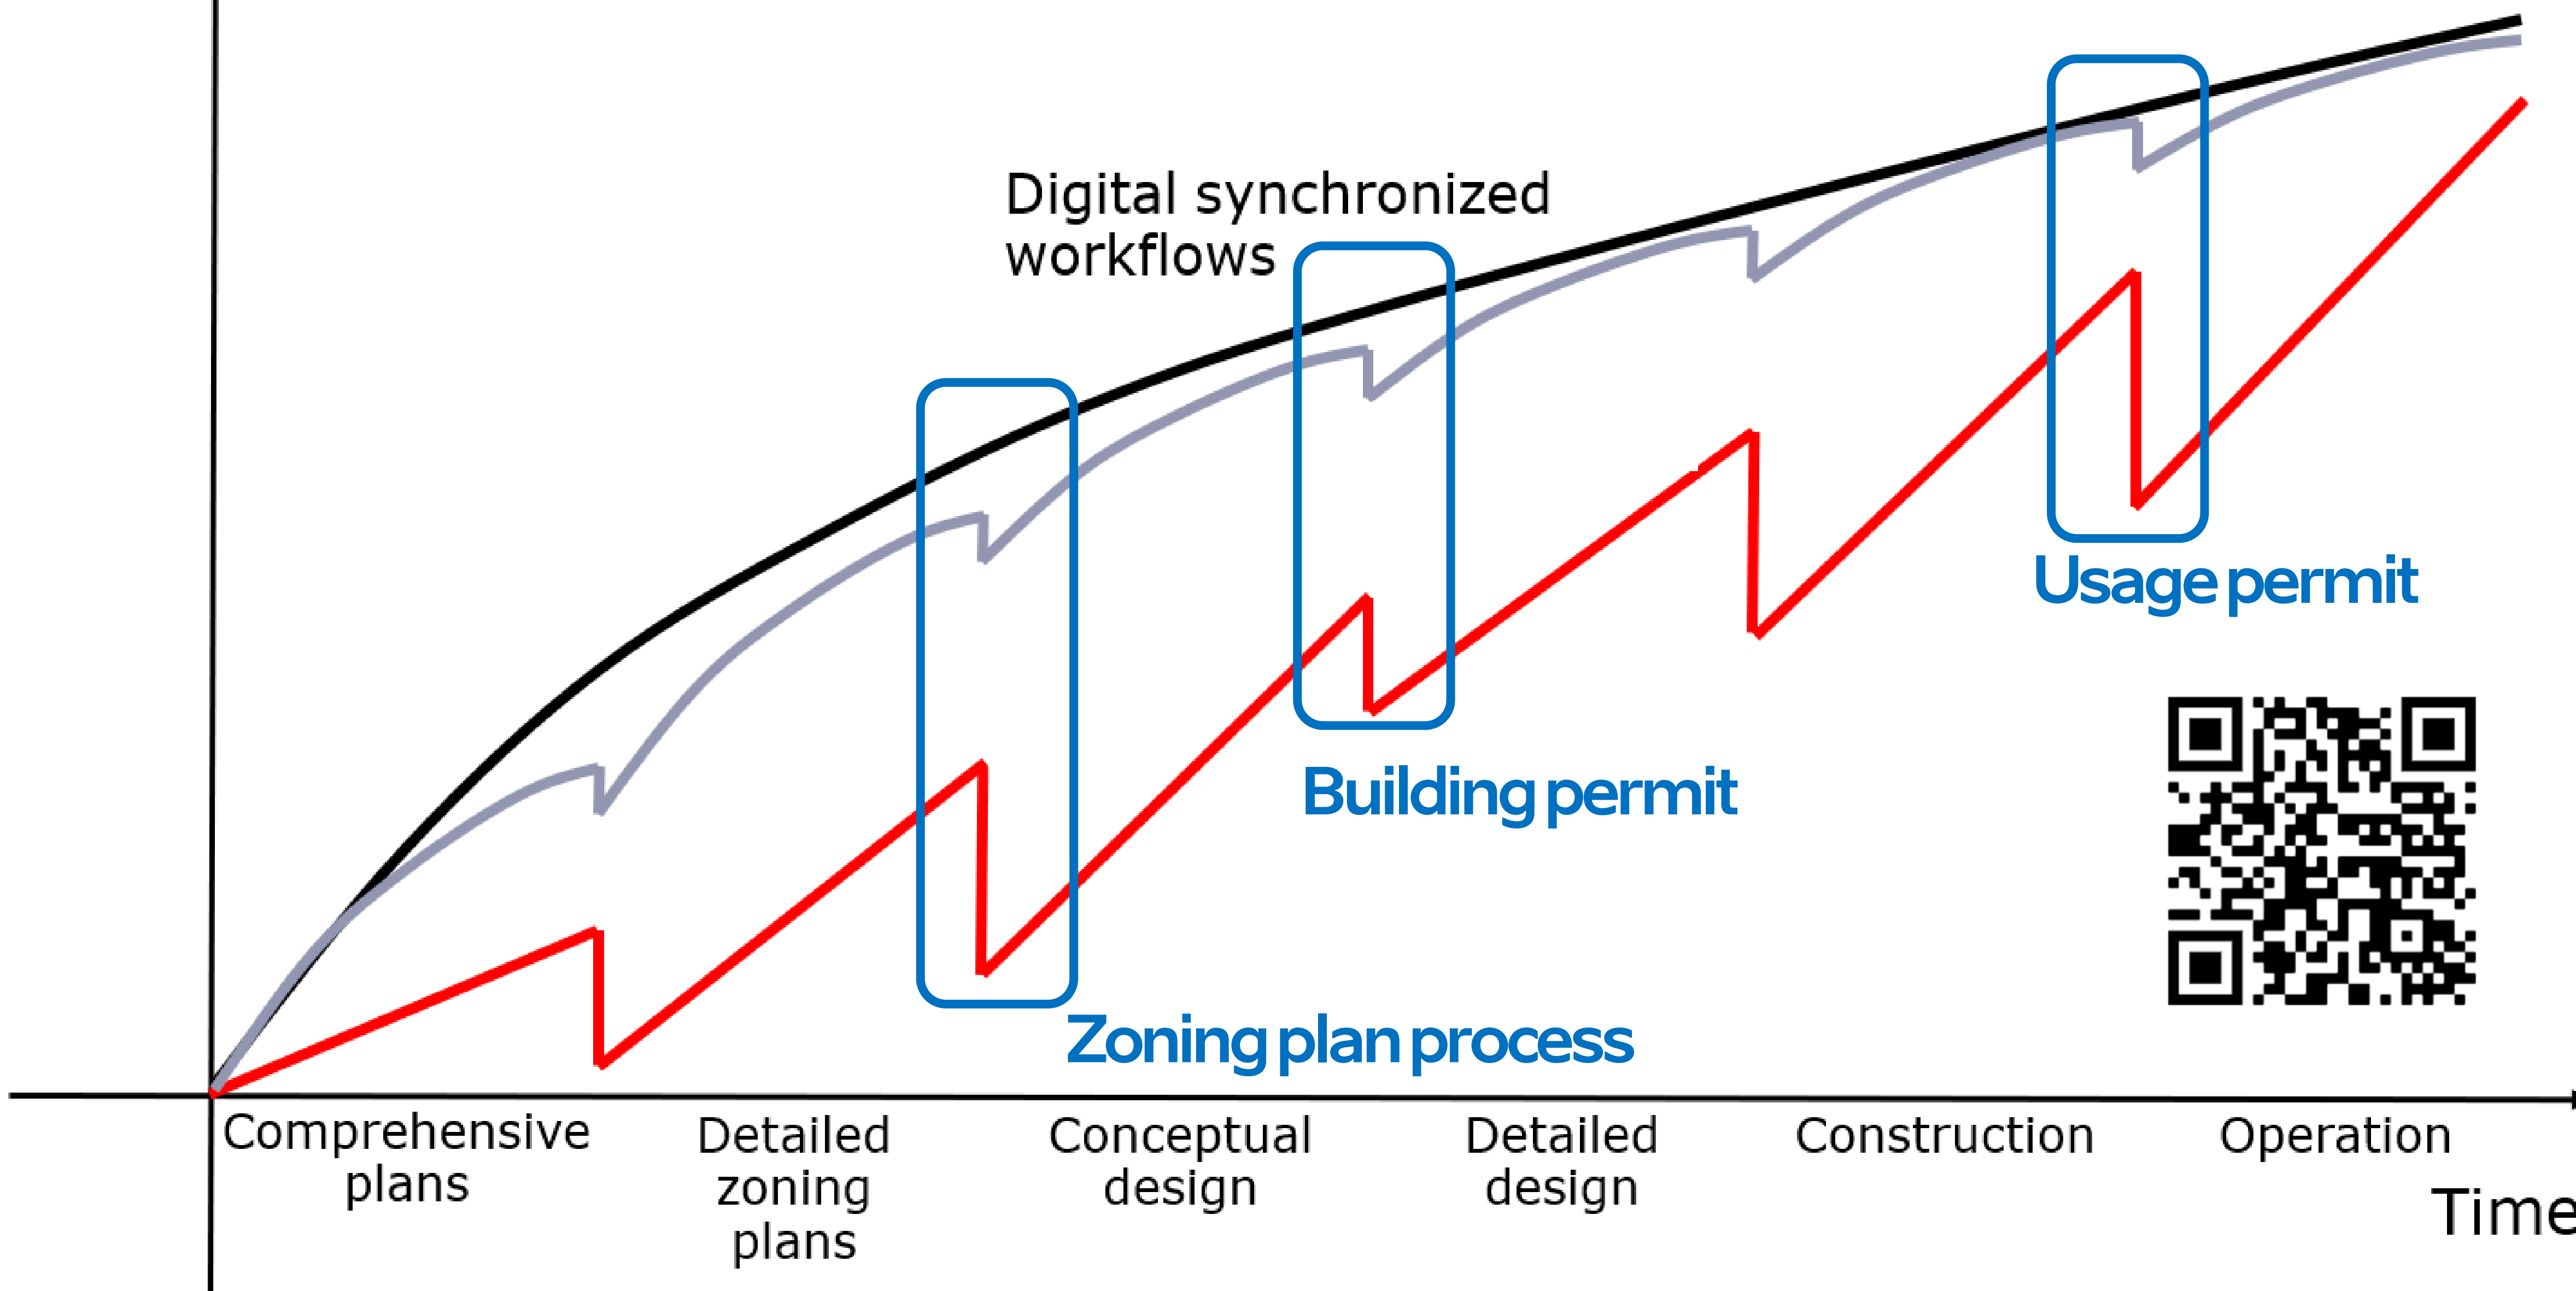 Digital synchronized
workflows
Usage permit
Building permit
Zoning plan process
Comprehensive
plans
Detailed
zoning
plans
Conceptual
design
Detailed
design
Construction
Operation
Time